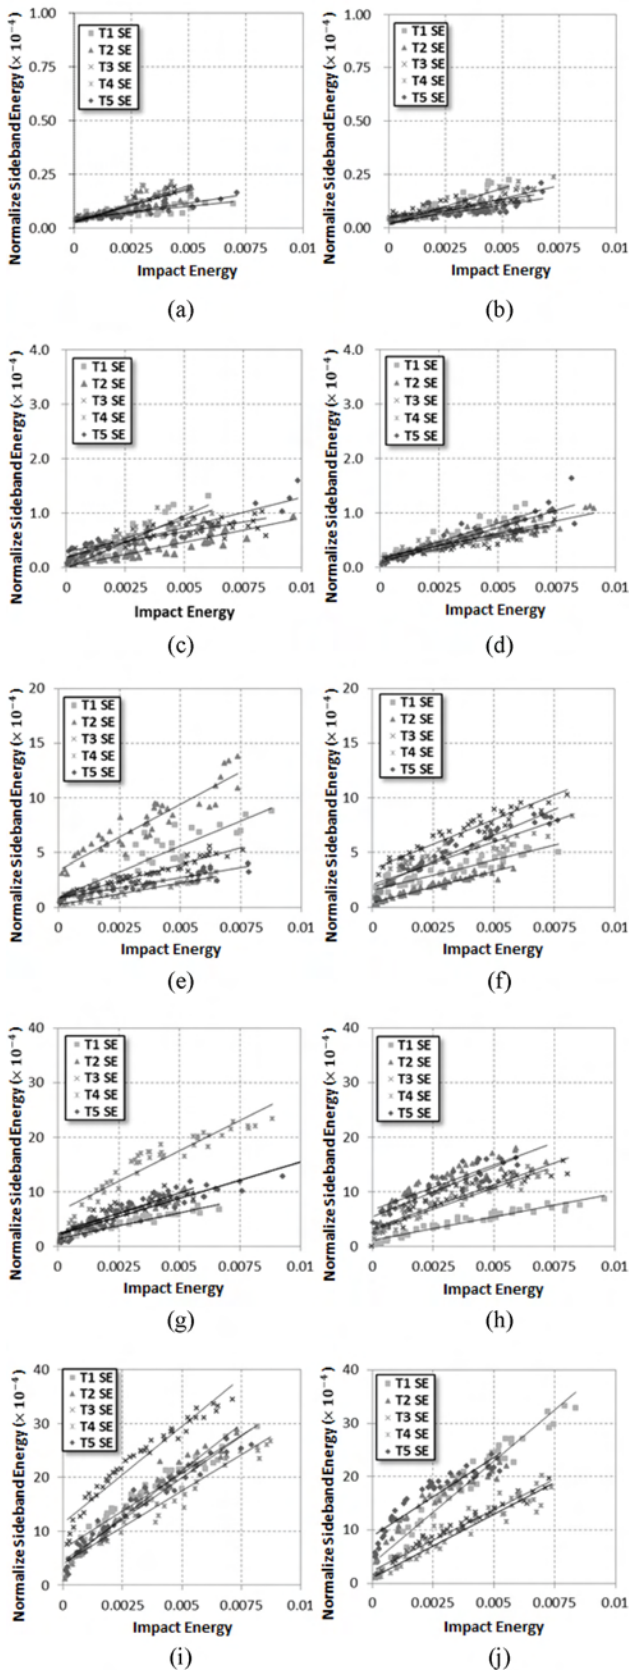 Normalize Sideband Energy (× 10⁻⁴)
1.00
0.75
0.50
0.25
0.00
T1 SE
T2 SE
T3 SE
T4 SE
T5 SE
0 0.0025 0.005 0.0075 0.01
Impact Energy
(a)
Normalize Sideband Energy (× 10⁻⁴)
1.00
0.75
0.50
0.25
0.00
T1 SE
T2 SE
T3 SE
T4 SE
T5 SE
0 0.0025 0.005 0.0075 0.01
Impact Energy
(b)
Normalize Sideband Energy (× 10⁻⁴)
4.0
3.0
2.0
1.0
0.0
T1 SE
T2 SE
T3 SE
T4 SE
T5 SE
0 0.0025 0.005 0.0075 0.01
Impact Energy
(c)
Normalize Sideband Energy (× 10⁻⁴)
4.0
3.0
2.0
1.0
0.0
T1 SE
T2 SE
T3 SE
T4 SE
T5 SE
0 0.0025 0.005 0.0075 0.01
Impact Energy
(d)
Normalize Sideband Energy (× 10⁻⁴)
20
15
10
5
0
T1 SE
T2 SE
T3 SE
T4 SE
T5 SE
0 0.0025 0.005 0.0075 0.01
Impact Energy
(e)
Normalize Sideband Energy (× 10⁻⁴)
20
15
10
5
0
T1 SE
T2 SE
T3 SE
T4 SE
T5 SE
0 0.0025 0.005 0.0075 0.01
Impact Energy
(f)
Normalize Sideband Energy (× 10⁻⁴)
40
30
20
10
0
T1 SE
T2 SE
T3 SE
T4 SE
T5 SE
0 0.0025 0.005 0.0075 0.01
Impact Energy
(g)
Normalize Sideband Energy (× 10⁻⁴)
40
30
20
10
0
T1 SE
T2 SE
T3 SE
T4 SE
T5 SE
0 0.0025 0.005 0.0075 0.01
Impact Energy
(h)
Normalize Sideband Energy (× 10⁻⁴)
40
30
20
10
0
T1 SE
T2 SE
T3 SE
T4 SE
T5 SE
0 0.0025 0.005 0.0075 0.01
Impact Energy
(i)
Normalize Sideband Energy (× 10⁻⁴)
40
30
20
10
0
T1 SE
T2 SE
T3 SE
T4 SE
T5 SE
0 0.0025 0.005 0.0075 0.01
Impact Energy
(j)